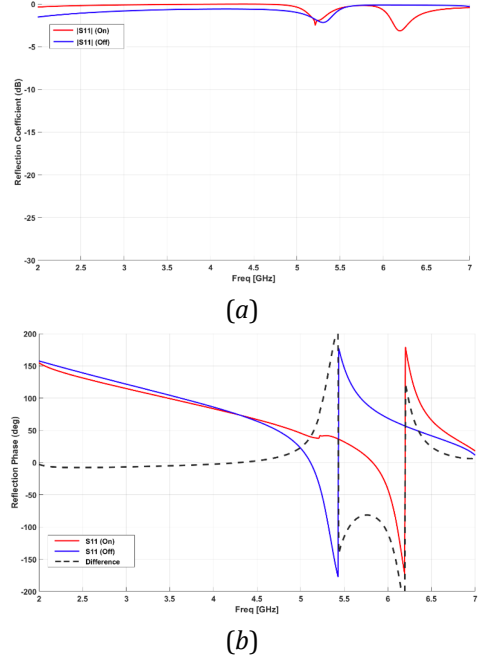 0
-5
-10
-15
-20
-25
-30
Reflection Coefficient (dB)
|S11| (On)
|S11| (Off)
2 2.5 3 3.5 4 4.5 5 5.5 6 6.5 7
Freq [GHz]
(a)
200
150
100
50
0
-50
-100
-150
-200
Reflection Phase (deg)
S11 (On)
S11 (Off)
Difference
2 2.5 3 3.5 4 4.5 5 5.5 6 6.5 7
Freq [GHz]
(b)